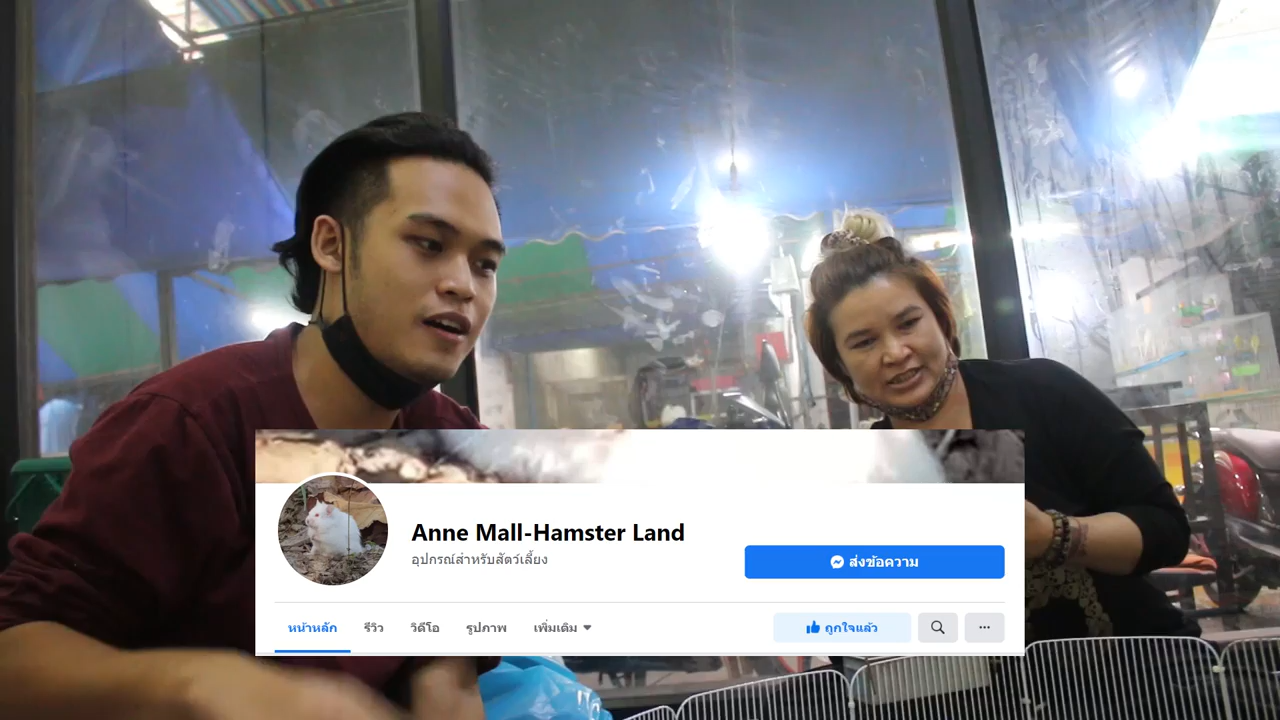 Anne Mall-Hamster Land
อุปกรณ์สำหรับสัตว์เลี้ยง
ส่งข้อความ
หน้าหลัก รีวิว วิดีโอ รูปภาพ เพิ่มเติม
ถูกใจแล้ว